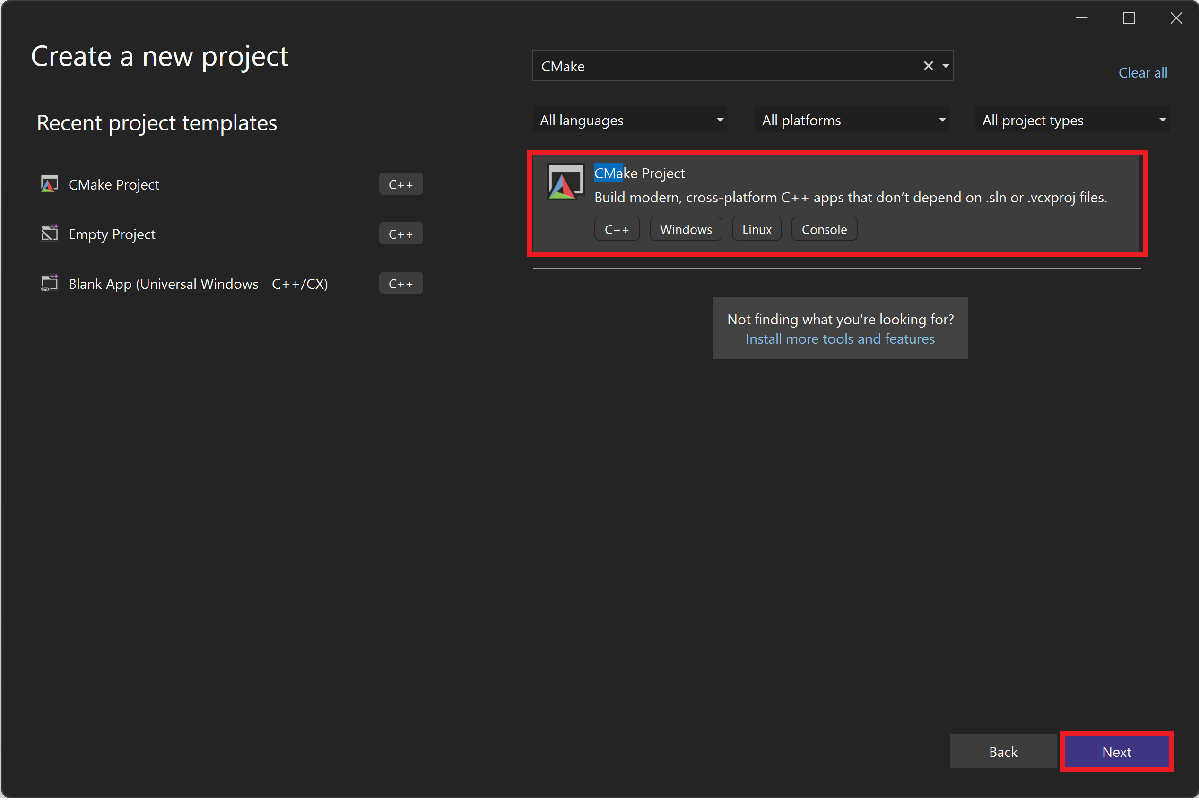 Create a new project
Recent project templates
CMake Project C++
Empty Project C++
Blank App (Universal Windows C++/CX) C++
CMake
Clear all
All languages All platforms All project types
CMake Project
Build modern, cross-platform C++ apps that don't depend on .sln or .vcxproj files.
C++ Windows Linux Console
Not finding what you're looking for?
Install more tools and features
Back Next